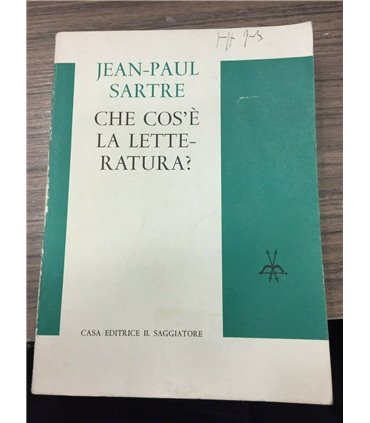 JEAN-PAUL
SARTRE
CHE COS'È
LA LETTE-
RATURA?
CASA EDITRICE IL SAGGIATORE